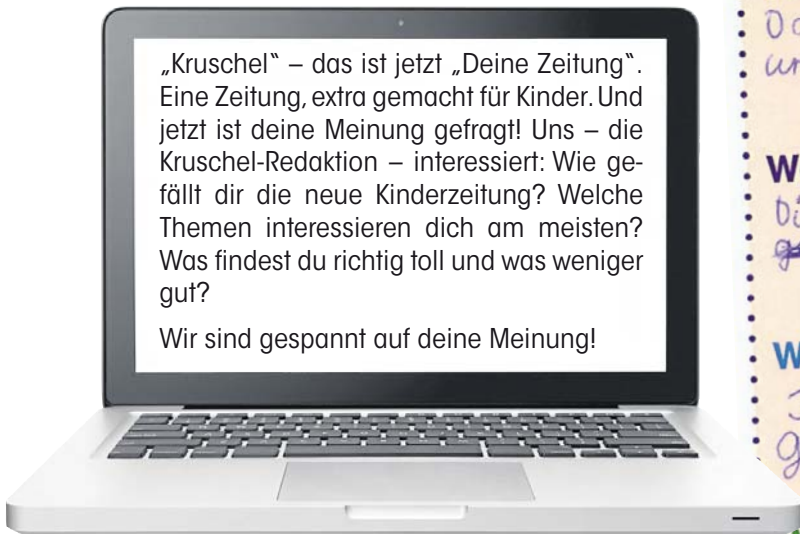 „Kruschel“ – das ist jetzt „Deine Zeitung“.
Eine Zeitung, extra gemacht für Kinder. Und
jetzt ist deine Meinung gefragt! Uns – die
Kruschel-Redaktion – interessiert: Wie ge-
fällt dir die neue Kinderzeitung? Welche
Themen interessieren dich am meisten?
Was findest du richtig toll und was weniger
gut?
Wir sind gespannt auf deine Meinung!